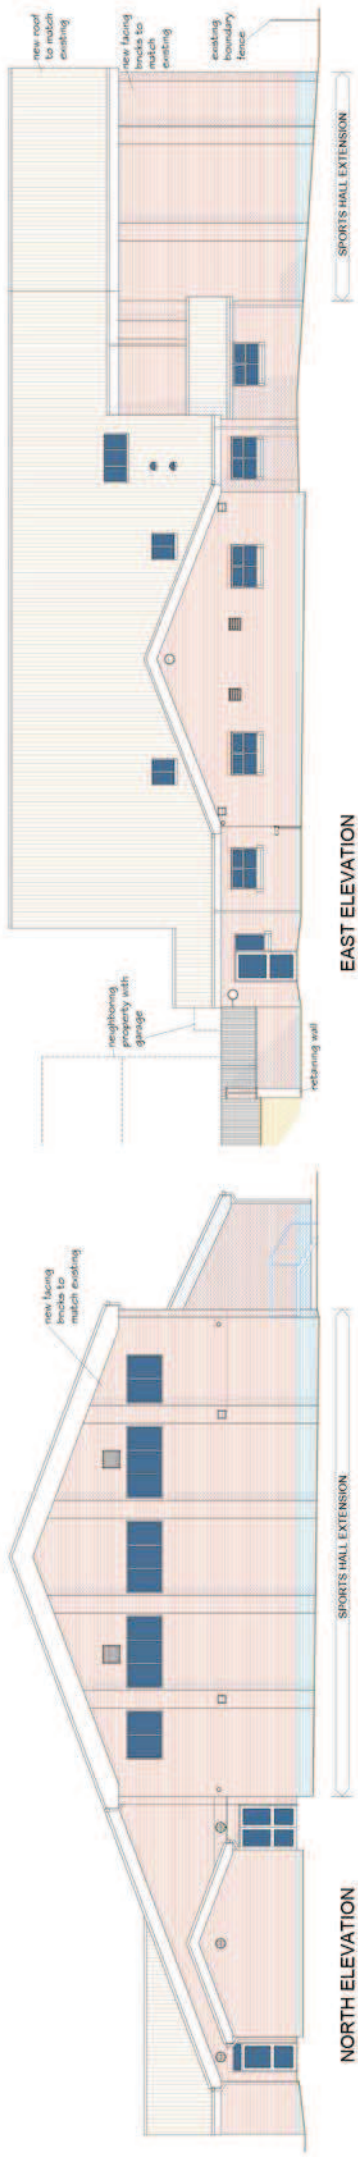 new facing
bricks to
match existing
SPORTS HALL EXTENSION
NORTH ELEVATION
neighboring
property with
garage
retaining wall
new roof
to match
existing
new facing
bricks to
match
existing
existing
boundary
fence
SPORTS HALL EXTENSION
EAST ELEVATION